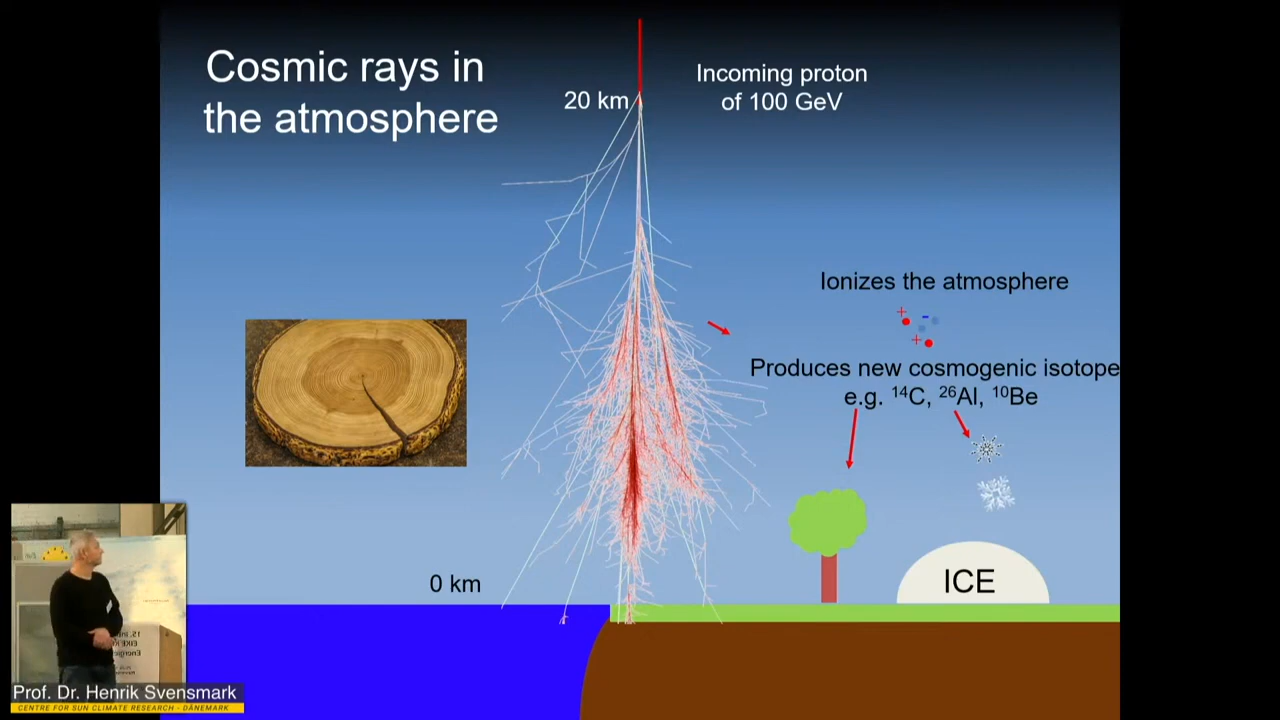 Cosmic rays in
the atmosphere
Incoming proton
of 100 GeV
20 km
Ionizes the atmosphere
+
-
+
Produces new cosmogenic isotope
e.g. ¹⁴C, ²⁶Al, ¹⁰Be
0 km
ICE
Prof. Dr. Henrik Svensmark
CENTRE FOR SUN CLIMATE RESEARCH - DÄNEMARK